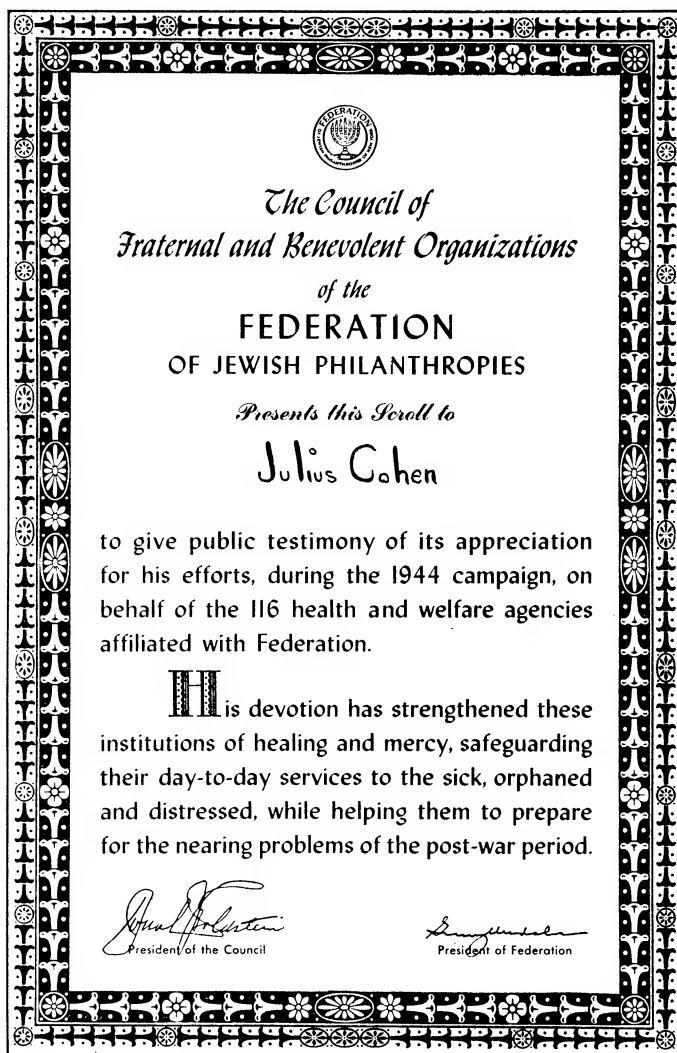 FEDERATION
The Council of
Fraternal and Benevolent Organizations
of the
FEDERATION
OF JEWISH PHILANTHROPIES
Presents this Scroll to
Julius Cohen
to give public testimony of its appreciation
for his efforts, during the 1944 campaign, on
behalf of the 116 health and welfare agencies
affiliated with Federation.
His devotion has strengthened these
institutions of healing and mercy, safeguarding
their day-to-day services to the sick, orphaned
and distressed, while helping them to prepare
for the nearing problems of the post-war period.
President of the Council
President of Federation